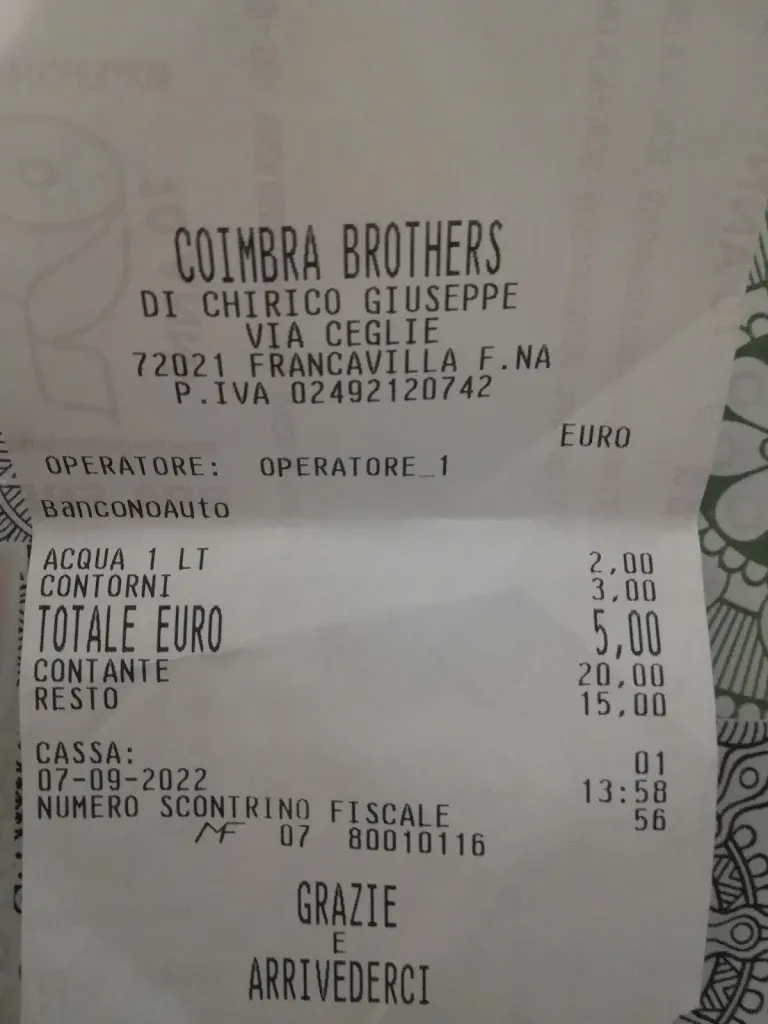 COIMBRA BROTHERS
DI CHIRICO GIUSEPPE
VIA CEGLIE
72021 FRANCAVILLA F.NA
P.IVA 02492120742
EURO
OPERATORE: OPERATORE_1
BancoNoAuto
ACQUA 1 LT 2,00
CONTORNI 3,00
TOTALE EURO 5,00
CONTANTE 20,00
RESTO 15,00
CASSA: 01
07-09-2022 13:58
NUMERO SCONTRINO FISCALE 56
MF 07 80010116
GRAZIE
E
ARRIVEDERCI